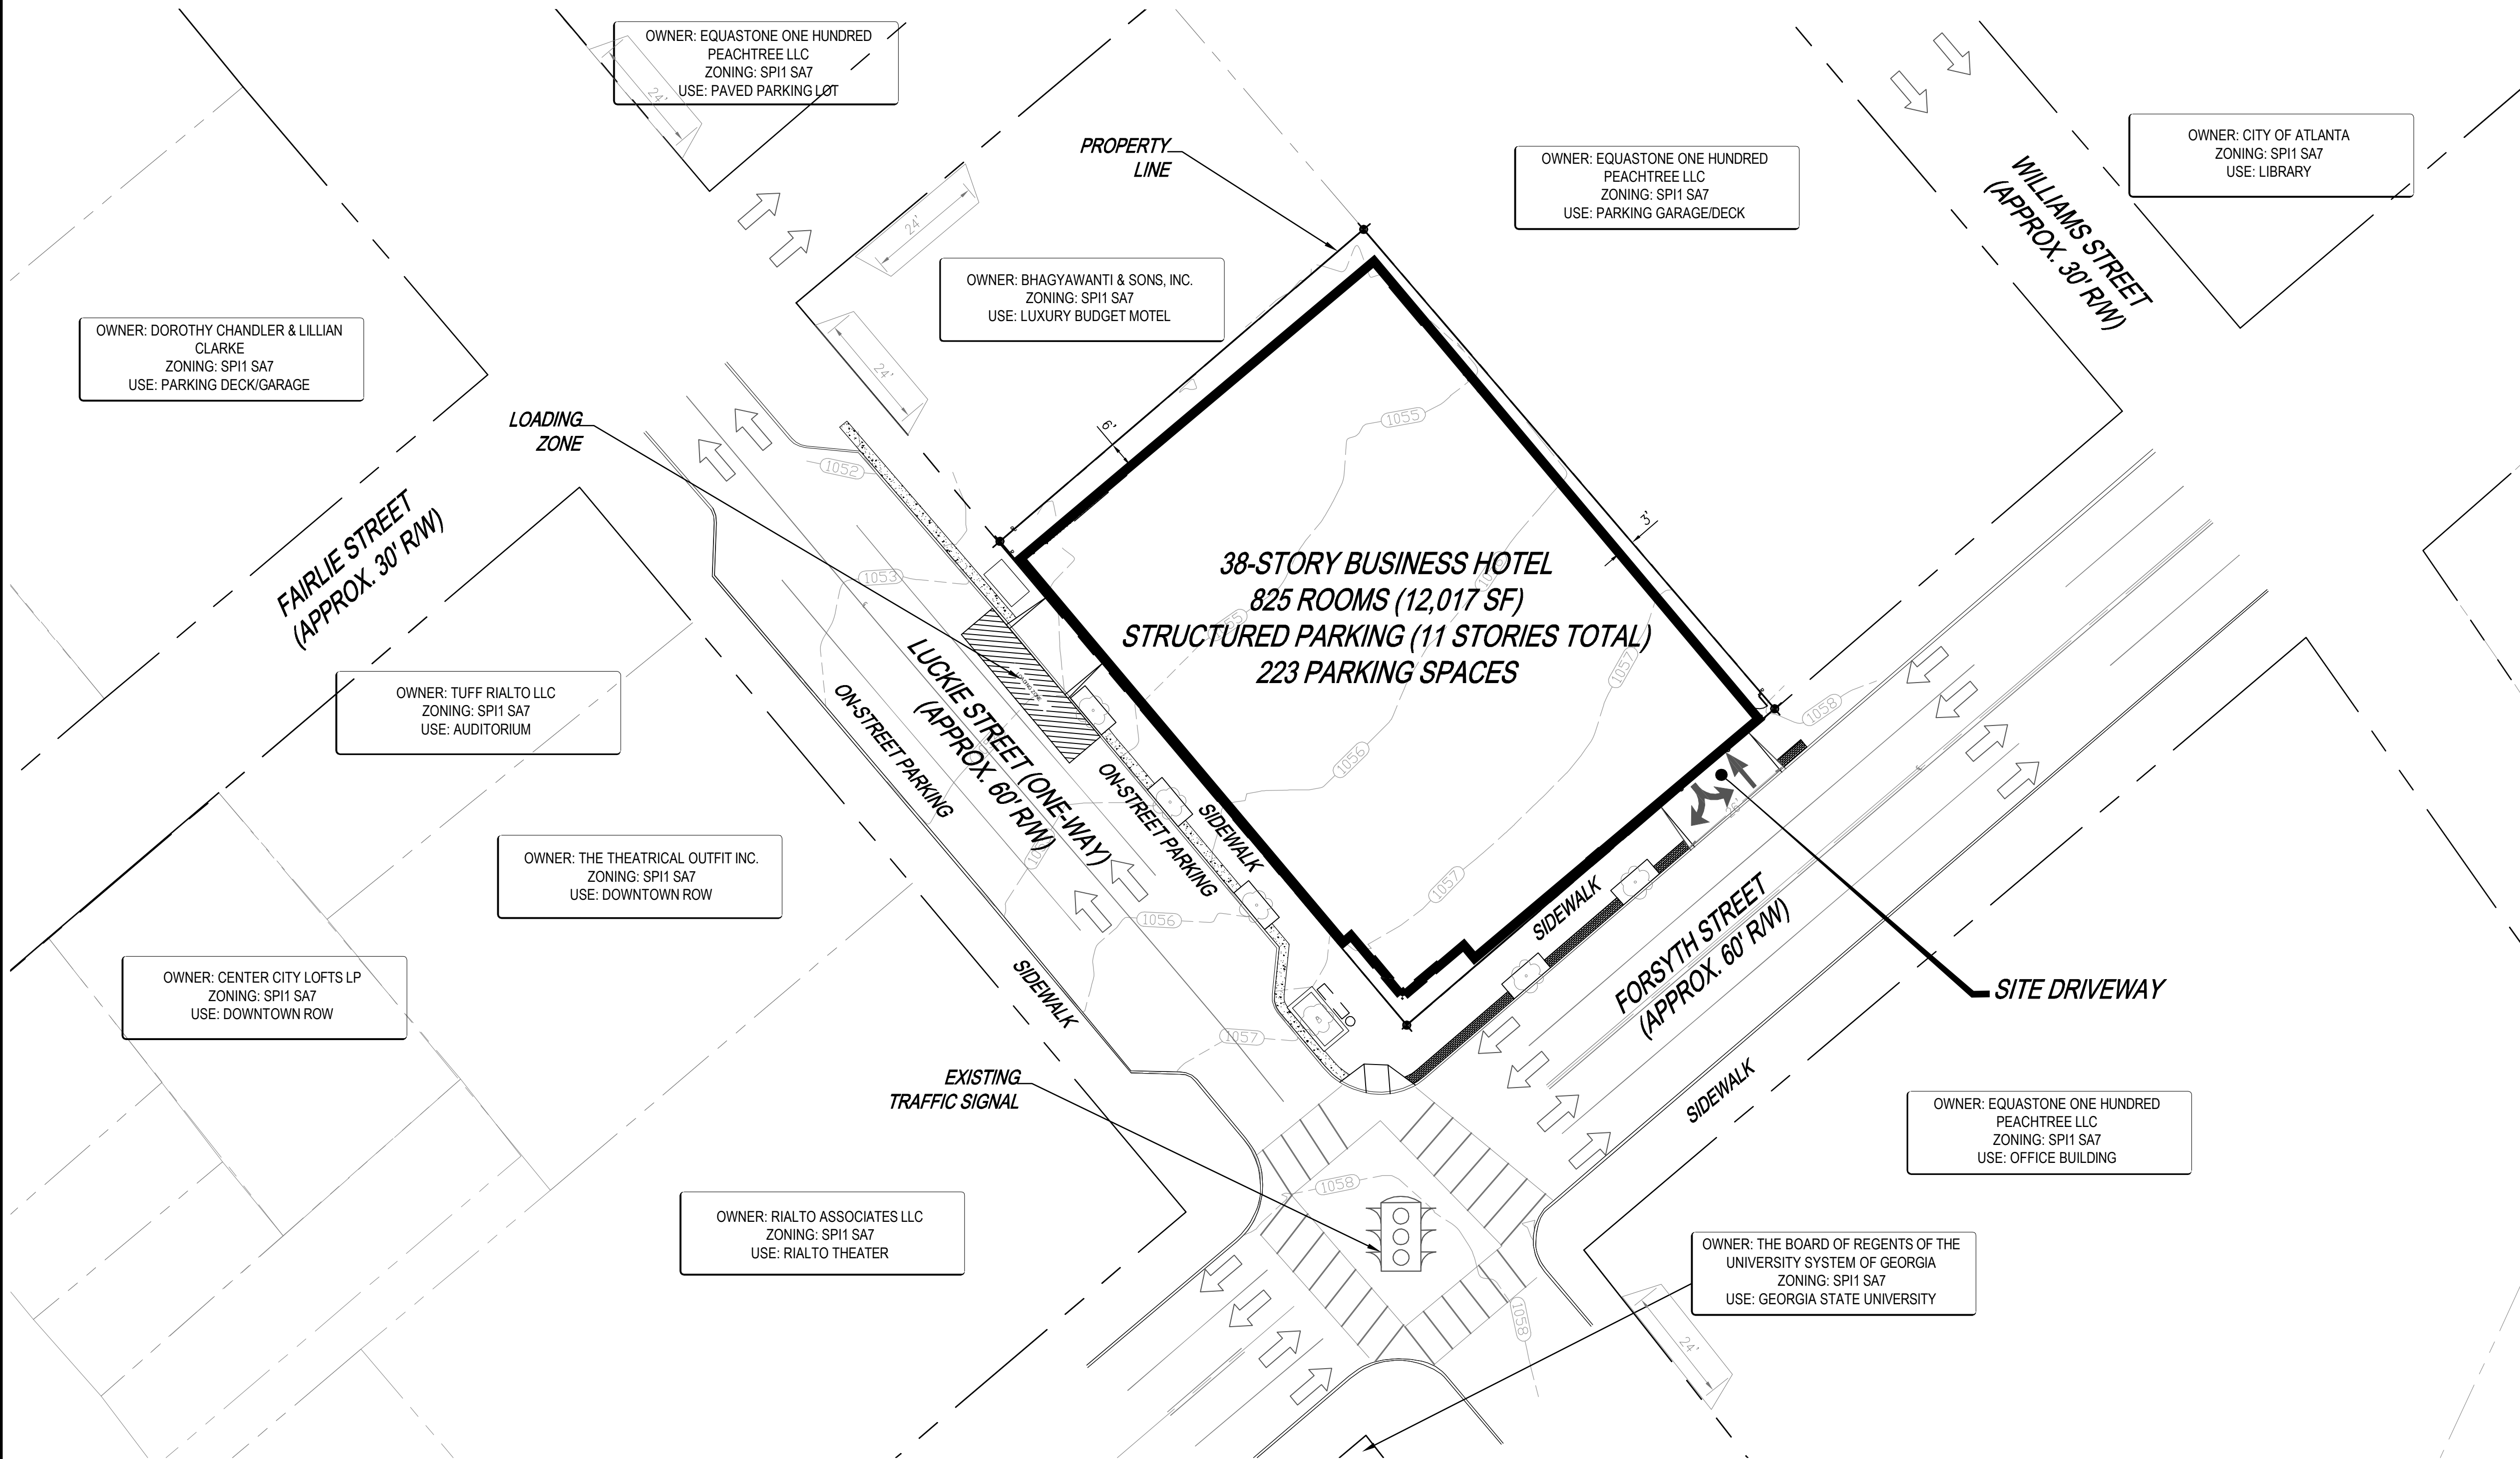 OWNER: EQUASTONE ONE HUNDRED
PEACHTREE LLC
ZONING: SPI1 SA7
USE: PAVED PARKING LOT
24'
PROPERTY
LINE
OWNER: EQUASTONE ONE HUNDRED
PEACHTREE LLC
ZONING: SPI1 SA7
USE: PARKING GARAGE/DECK
OWNER: CITY OF ATLANTA
ZONING: SPI1 SA7
USE: LIBRARY
WILLIAMS STREET
(APPROX. 30' R/W)
24'
OWNER: BHAGYAWANTI & SONS, INC.
ZONING: SPI1 SA7
USE: LUXURY BUDGET MOTEL
24'
OWNER: DOROTHY CHANDLER & LILLIAN
CLARKE
ZONING: SPI1 SA7
USE: PARKING DECK/GARAGE
LOADING
ZONE
6'
1055
1052
FAIRLIE STREET
(APPROX. 30' R/W)
3'
1053
38-STORY BUSINESS HOTEL
825 ROOMS (12,017 SF)
STRUCTURED PARKING (11 STORIES TOTAL)
223 PARKING SPACES
1055
1057
OWNER: TUFF RIALTO LLC
ZONING: SPI1 SA7
USE: AUDITORIUM
LUCKIE STREET (ONE-WAY)
(APPROX. 60' R/W)
ON-STREET PARKING
ON-STREET PARKING
SIDEWALK
1056
1058
OWNER: THE THEATRICAL OUTFIT INC.
ZONING: SPI1 SA7
USE: DOWNTOWN ROW
1057
1056
SIDEWALK
FORSYTH STREET
(APPROX. 60' R/W)
SITE DRIVEWAY
OWNER: CENTER CITY LOFTS LP
ZONING: SPI1 SA7
USE: DOWNTOWN ROW
SIDEWALK
1057
EXISTING
TRAFFIC SIGNAL
SIDEWALK
OWNER: EQUASTONE ONE HUNDRED
PEACHTREE LLC
ZONING: SPI1 SA7
USE: OFFICE BUILDING
1058
OWNER: RIALTO ASSOCIATES LLC
ZONING: SPI1 SA7
USE: RIALTO THEATER
OWNER: THE BOARD OF REGENTS OF THE
UNIVERSITY SYSTEM OF GEORGIA
ZONING: SPI1 SA7
USE: GEORGIA STATE UNIVERSITY
1058
24'